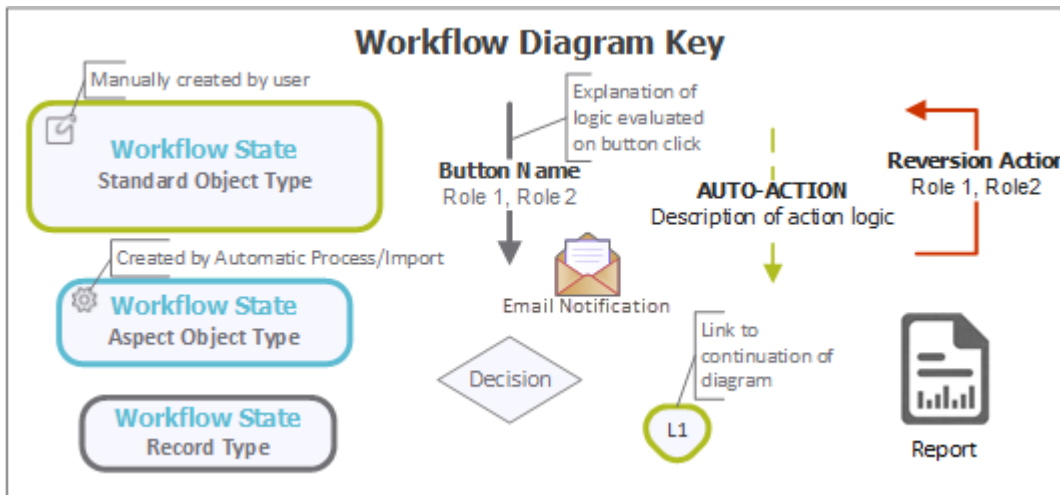 Workflow Diagram Key
Manually created by user
Workflow State
Standard Object Type
Created by Automatic Process/Import
Workflow State
Aspect Object Type
Workflow State
Record Type
Explanation of
logic evaluated
on button click
Button Name
Role 1, Role 2
Email Notification
Decision
AUTO-ACTION
Description of action logic
Link to
continuation of
diagram
L1
Reversion Action
Role 1, Role2
Report